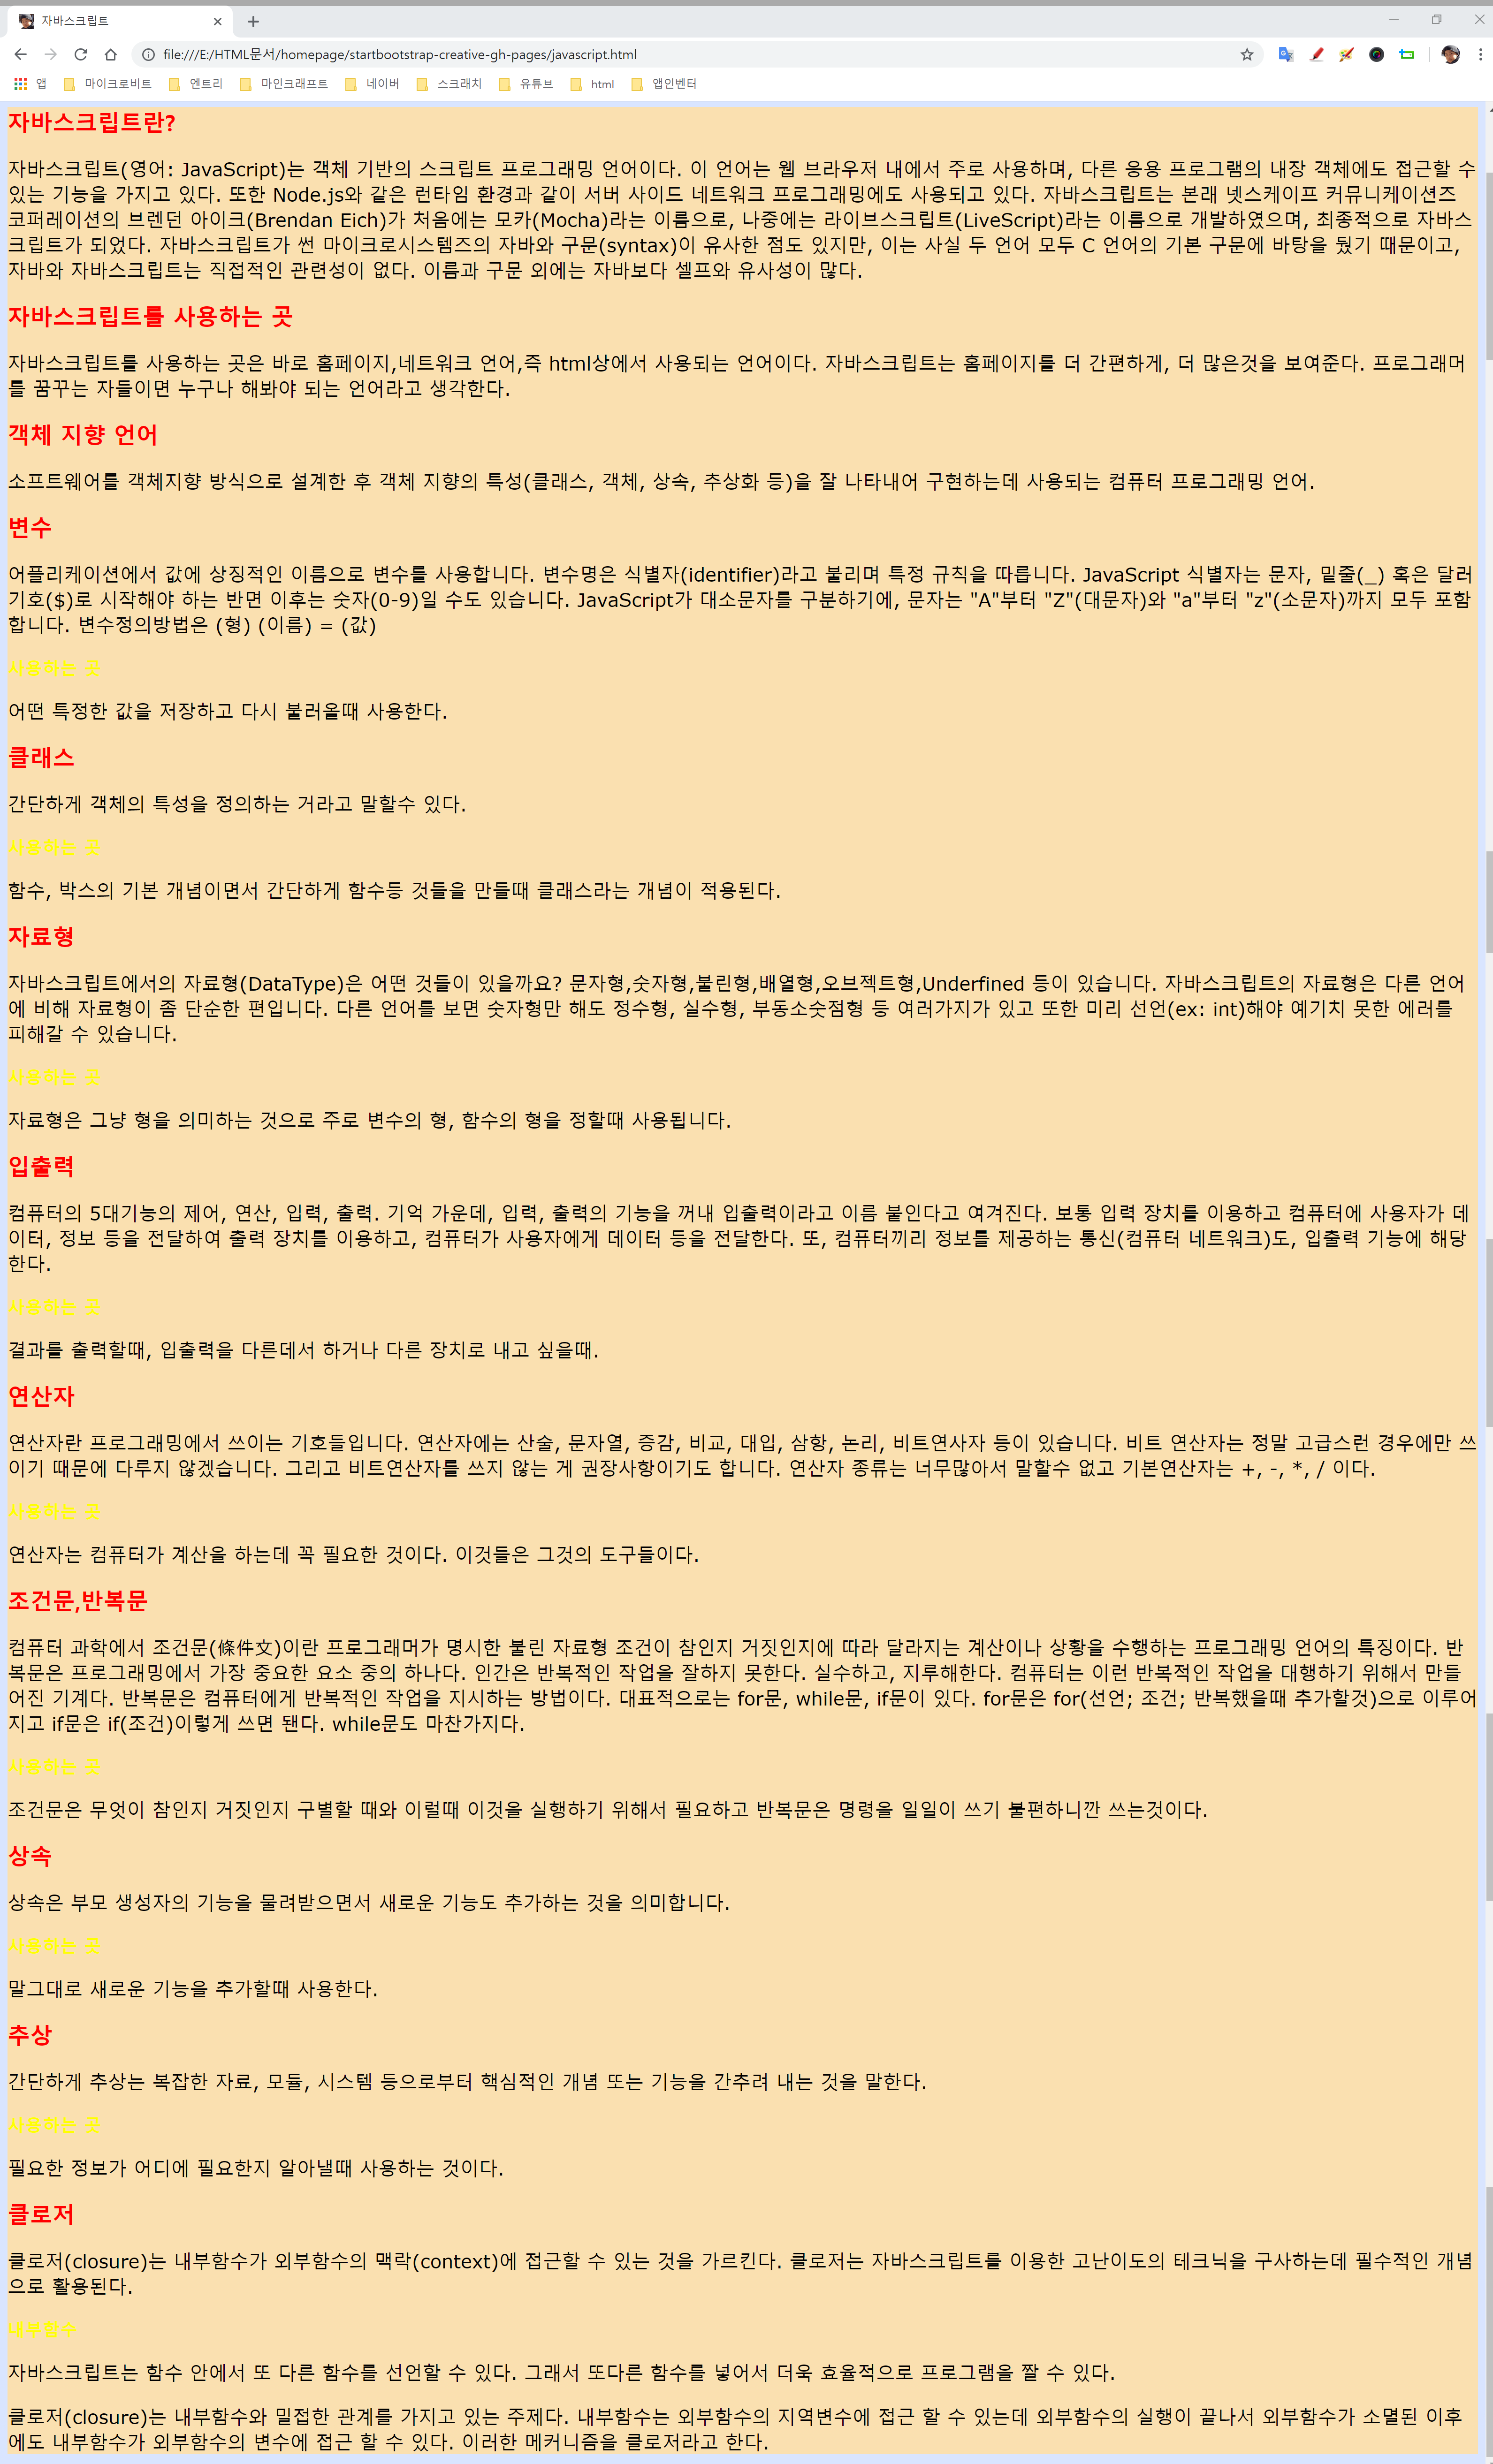 자바스크립트
file:///E:/HTML문서/homepage/startbootstrap-creative-gh-pages/javascript.html
앱 마이크로비트 엔트리 마인크래프트 네이버 스크래치 유튜브 html 앱인벤터
자바스크립트란?
자바스크립트(영어: JavaScript)는 객체 기반의 스크립트 프로그래밍 언어이다. 이 언어는 웹 브라우저 내에서 주로 사용하며, 다른 응용 프로그램의 내장 객체에도 접근할 수
있는 기능을 가지고 있다. 또한 Node.js와 같은 런타임 환경과 같이 서버 사이드 네트워크 프로그래밍에도 사용되고 있다. 자바스크립트는 본래 넷스케이프 커뮤니케이션즈
코퍼레이션의 브렌던 아이크(Brendan Eich)가 처음에는 모카(Mocha)라는 이름으로, 나중에는 라이브스크립트(LiveScript)라는 이름으로 개발하였으며, 최종적으로 자바스
크립트가 되었다. 자바스크립트가 썬 마이크로시스템즈의 자바와 구문(syntax)이 유사한 점도 있지만, 이는 사실 두 언어 모두 C 언어의 기본 구문에 바탕을 뒀기 때문이고,
자바와 자바스크립트는 직접적인 관련성이 없다. 이름과 구문 외에는 자바보다 셀프와 유사성이 많다.
자바스크립트를 사용하는 곳
자바스크립트를 사용하는 곳은 바로 홈페이지,네트워크 언어,즉 html상에서 사용되는 언어이다. 자바스크립트는 홈페이지를 더 간편하게, 더 많은것을 보여준다. 프로그래머
를 꿈꾸는 자들이면 누구나 해봐야 되는 언어라고 생각한다.
객체 지향 언어
소프트웨어를 객체지향 방식으로 설계한 후 객체 지향의 특성(클래스, 객체, 상속, 추상화 등)을 잘 나타내어 구현하는데 사용되는 컴퓨터 프로그래밍 언어.
변수
어플리케이션에서 값에 상징적인 이름으로 변수를 사용합니다. 변수명은 식별자(identifier)라고 불리며 특정 규칙을 따릅니다. JavaScript 식별자는 문자, 밑줄(_) 혹은 달러
기호($)로 시작해야 하는 반면 이후는 숫자(0-9)일 수도 있습니다. JavaScript가 대소문자를 구분하기에, 문자는 "A"부터 "Z"(대문자)와 "a"부터 "z"(소문자)까지 모두 포함
합니다. 변수정의방법은 (형) (이름) = (값)
사용하는 곳
어떤 특정한 값을 저장하고 다시 불러올때 사용한다.
클래스
간단하게 객체의 특성을 정의하는 거라고 말할수 있다.
사용하는 곳
함수, 박스의 기본 개념이면서 간단하게 함수등 것들을 만들때 클래스라는 개념이 적용된다.
자료형
자바스크립트에서의 자료형(DataType)은 어떤 것들이 있을까요? 문자형,숫자형,불린형,배열형,오브젝트형,Underfined 등이 있습니다. 자바스크립트의 자료형은 다른 언어
에 비해 자료형이 좀 단순한 편입니다. 다른 언어를 보면 숫자형만 해도 정수형, 실수형, 부동소숫점형 등 여러가지가 있고 또한 미리 선언(ex: int)해야 예기치 못한 에러를
피해갈 수 있습니다.
사용하는 곳
자료형은 그냥 형을 의미하는 것으로 주로 변수의 형, 함수의 형을 정할때 사용됩니다.
입출력
컴퓨터의 5대기능의 제어, 연산, 입력, 출력. 기억 가운데, 입력, 출력의 기능을 꺼내 입출력이라고 이름 붙인다고 여겨진다. 보통 입력 장치를 이용하고 컴퓨터에 사용자가 데
이터, 정보 등을 전달하여 출력 장치를 이용하고, 컴퓨터가 사용자에게 데이터 등을 전달한다. 또, 컴퓨터끼리 정보를 제공하는 통신(컴퓨터 네트워크)도, 입출력 기능에 해당
한다.
사용하는 곳
결과를 출력할때, 입출력을 다른데서 하거나 다른 장치로 내고 싶을때.
연산자
연산자란 프로그래밍에서 쓰이는 기호들입니다. 연산자에는 산술, 문자열, 증감, 비교, 대입, 삼항, 논리, 비트연사자 등이 있습니다. 비트 연산자는 정말 고급스런 경우에만 쓰
이기 때문에 다루지 않겠습니다. 그리고 비트연산자를 쓰지 않는 게 권장사항이기도 합니다. 연산자 종류는 너무많아서 말할수 없고 기본연산자는 +, -, *, / 이다.
사용하는 곳
연산자는 컴퓨터가 계산을 하는데 꼭 필요한 것이다. 이것들은 그것의 도구들이다.
조건문,반복문
컴퓨터 과학에서 조건문(條件文)이란 프로그래머가 명시한 불린 자료형 조건이 참인지 거짓인지에 따라 달라지는 계산이나 상황을 수행하는 프로그래밍 언어의 특징이다. 반
복문은 프로그래밍에서 가장 중요한 요소 중의 하나다. 인간은 반복적인 작업을 잘하지 못한다. 실수하고, 지루해한다. 컴퓨터는 이런 반복적인 작업을 대행하기 위해서 만들
어진 기계다. 반복문은 컴퓨터에게 반복적인 작업을 지시하는 방법이다. 대표적으로는 for문, while문, if문이 있다. for문은 for(선언; 조건; 반복했을때 추가할것)으로 이루어
지고 if문은 if(조건)이렇게 쓰면 됀다. while문도 마찬가지다.
사용하는 곳
조건문은 무엇이 참인지 거짓인지 구별할 때와 이럴때 이것을 실행하기 위해서 필요하고 반복문은 명령을 일일이 쓰기 불편하니깐 쓰는것이다.
상속
상속은 부모 생성자의 기능을 물려받으면서 새로운 기능도 추가하는 것을 의미합니다.
사용하는 곳
말그대로 새로운 기능을 추가할때 사용한다.
추상
간단하게 추상는 복잡한 자료, 모듈, 시스템 등으로부터 핵심적인 개념 또는 기능을 간추려 내는 것을 말한다.
사용하는 곳
필요한 정보가 어디에 필요한지 알아낼때 사용하는 것이다.
클로저
클로저(closure)는 내부함수가 외부함수의 맥락(context)에 접근할 수 있는 것을 가르킨다. 클로저는 자바스크립트를 이용한 고난이도의 테크닉을 구사하는데 필수적인 개념
으로 활용된다.
내부함수
자바스크립트는 함수 안에서 또 다른 함수를 선언할 수 있다. 그래서 또다른 함수를 넣어서 더욱 효율적으로 프로그램을 짤 수 있다.
클로저(closure)는 내부함수와 밀접한 관계를 가지고 있는 주제다. 내부함수는 외부함수의 지역변수에 접근 할 수 있는데 외부함수의 실행이 끝나서 외부함수가 소멸된 이후
에도 내부함수가 외부함수의 변수에 접근 할 수 있다. 이러한 메커니즘을 클로저라고 한다.